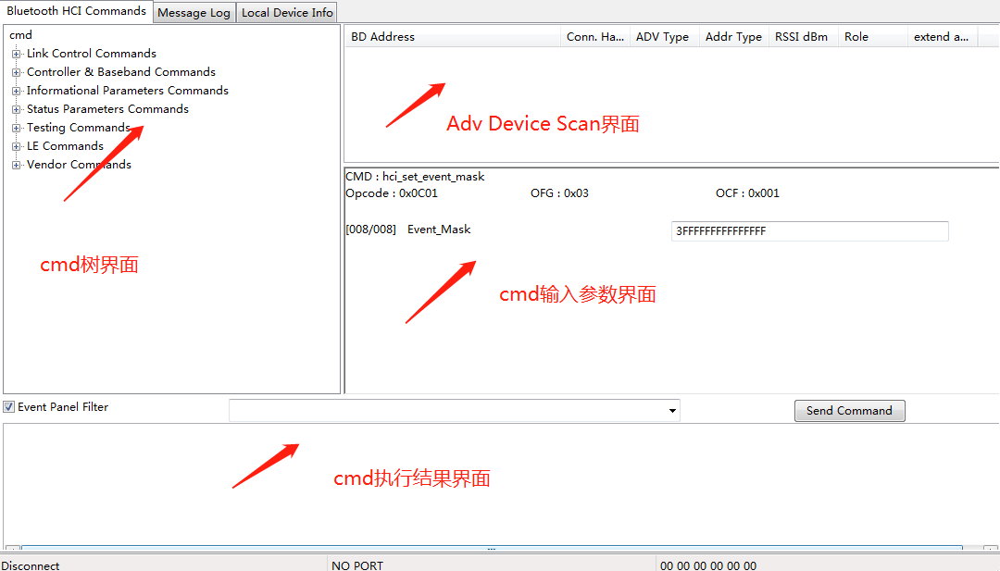 Bluetooth HCI Commands
Message Log
Local Device Info
cmd
Link Control Commands
Controller & Baseband Commands
Informational Parameters Commands
Status Parameters Commands
Testing Commands
LE Commands
Vendor Commands
cmd树界面
BD Address
Conn. Ha...
ADV Type
Addr Type
RSSI dBm
Role
extend a...
Adv Device Scan界面
CMD : hci_set_event_mask
Opcode : 0x0C01
OFG : 0x03
OCF : 0x001
[008/008] Event_Mask
3FFFFFFFFFFFFFFF
cmd输入参数界面
Event Panel Filter
Send Command
cmd执行结果界面
Disconnect
NO PORT
00 00 00 00 00 00